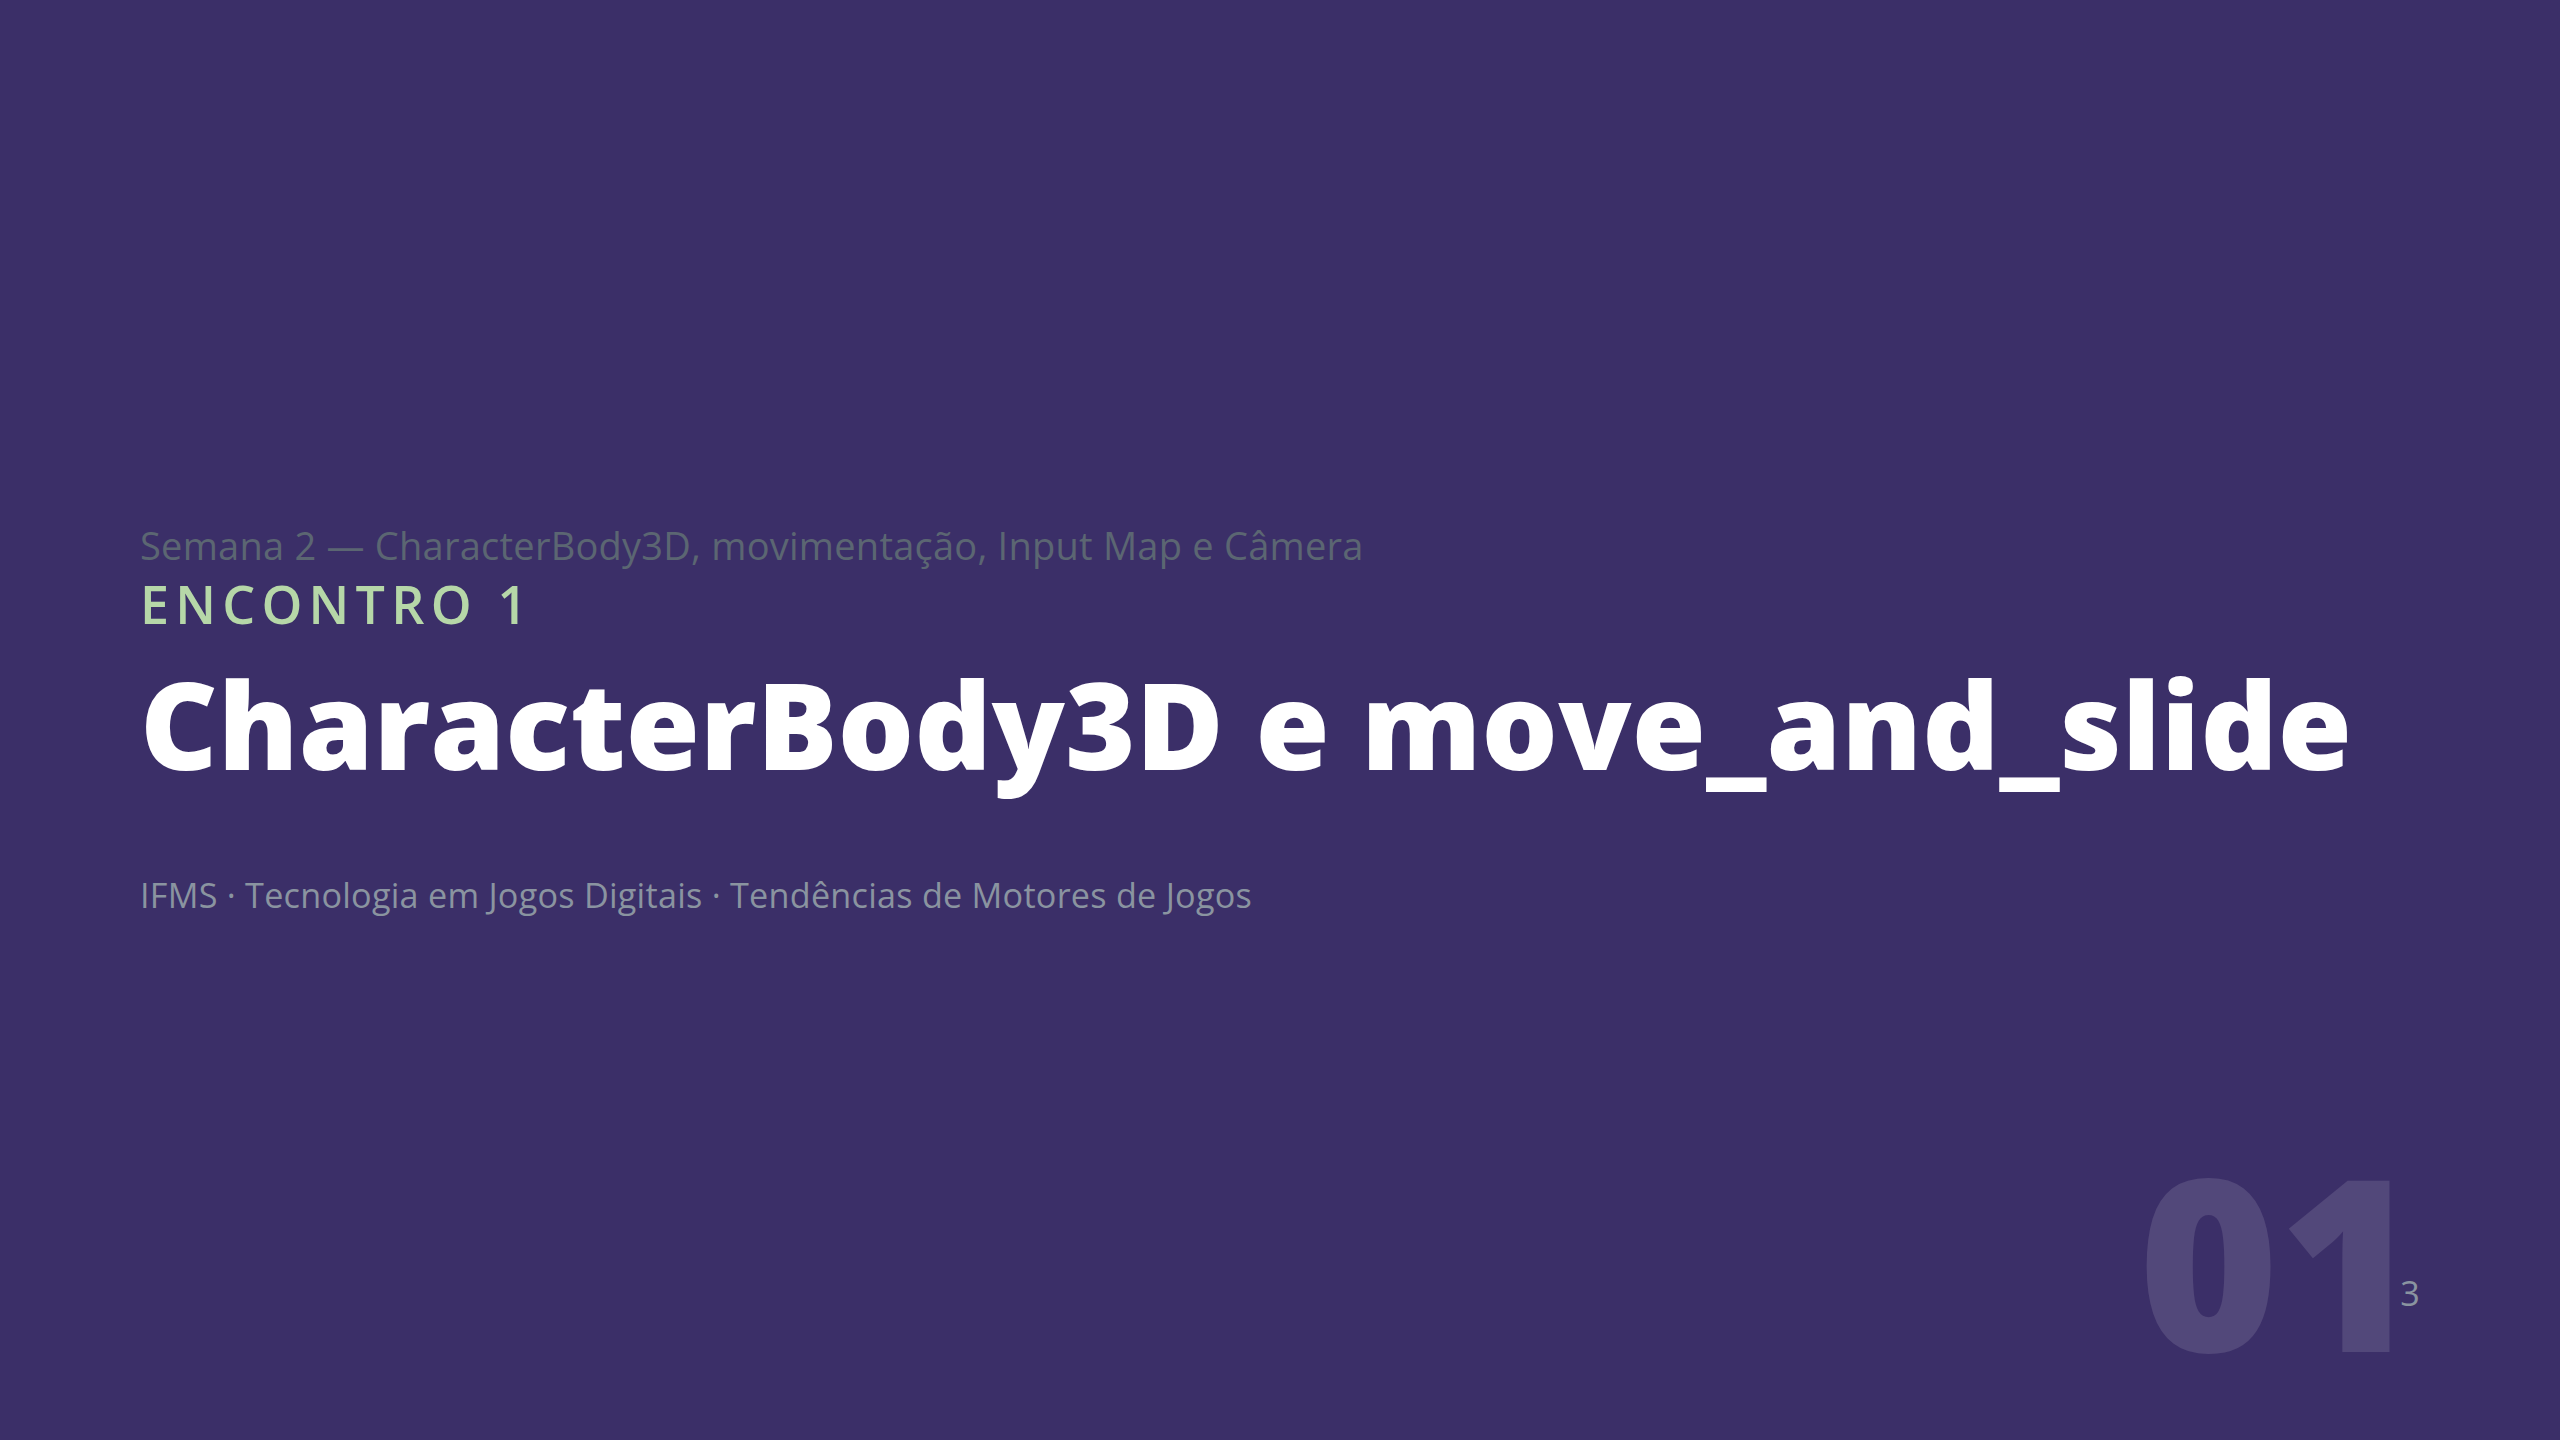 Semana 2 — CharacterBody3D, movimentação, Input Map e Câmera
ENCONTRO 1
CharacterBody3D e move_and_slide
IFMS · Tecnologia em Jogos Digitais · Tendências de Motores de Jogos
01
3